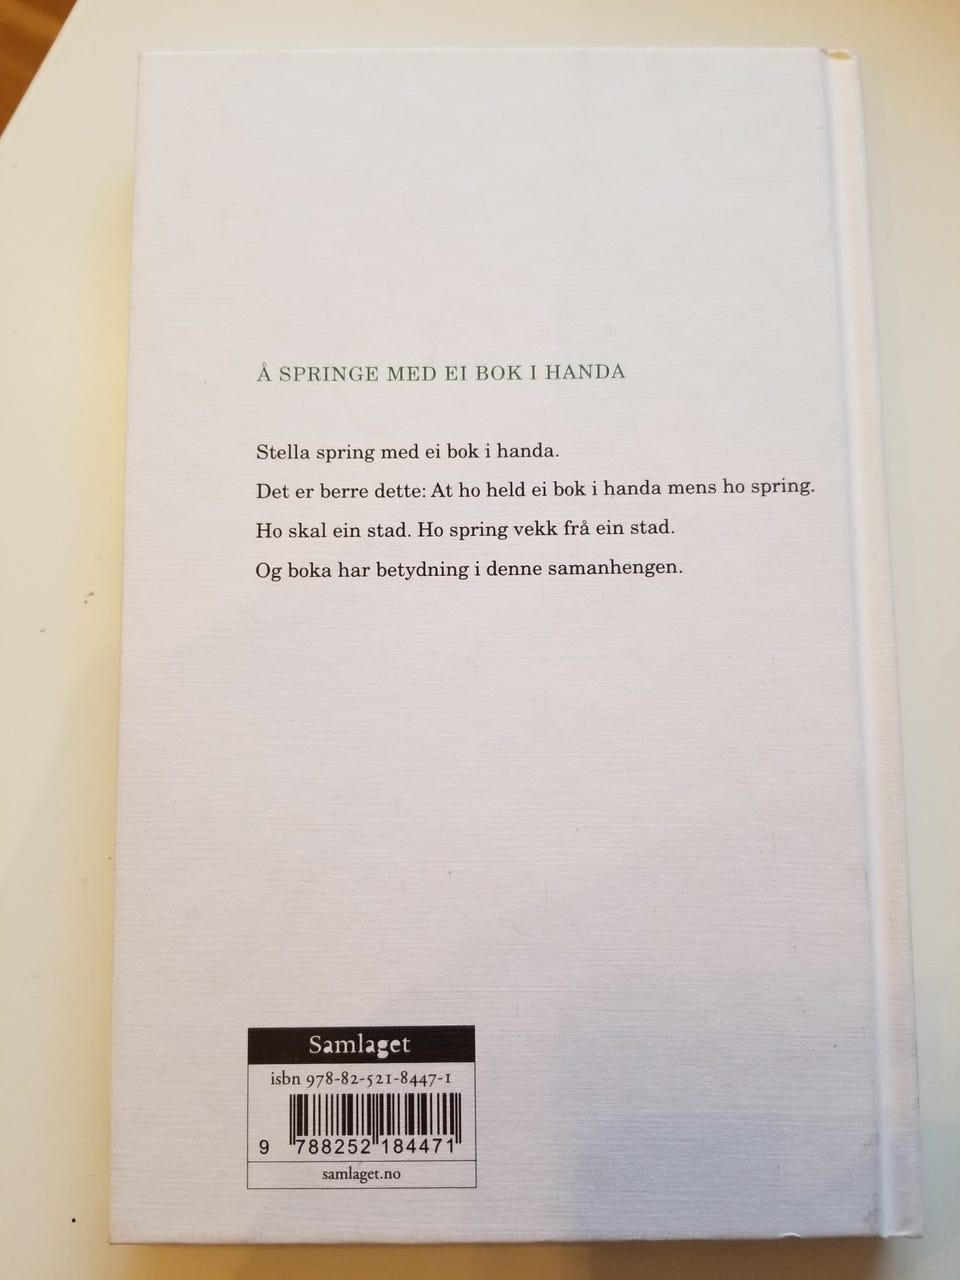 Å SPRINGE MED EI BOK I HANDA
Stella spring med ei bok i handa.
Det er berre dette: At ho held ei bok i handa mens ho spring.
Ho skal ein stad. Ho spring vekk frå ein stad.
Og boka har betydning i denne samanhengen.
Samlaget
isbn 978-82-521-8447-1
9 788252 184471
samlaget.no